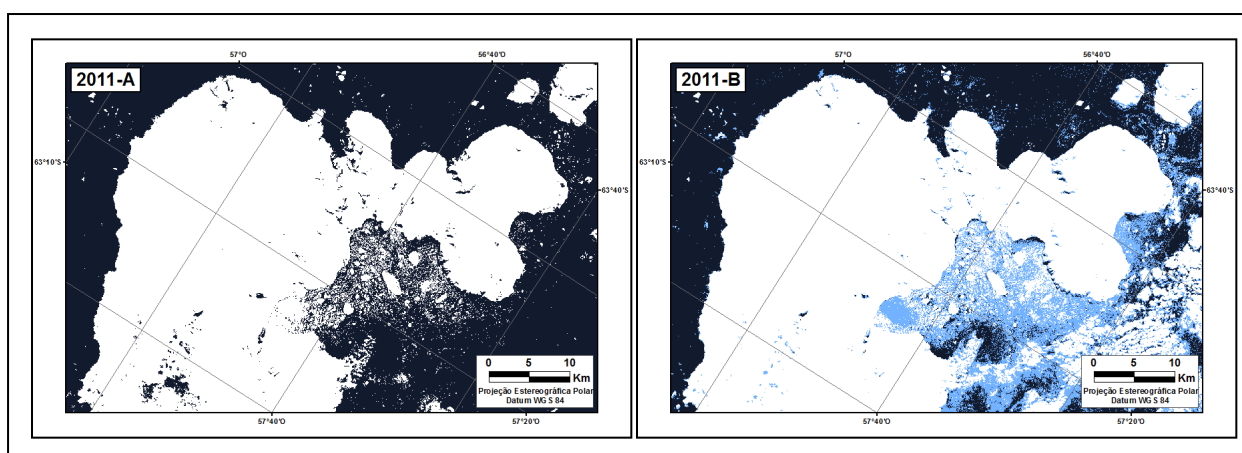 57°O
56°40'O
2011-A
63°10'S
63°40'S
0 5 10
Km
Projeção Estereográfica Polar
Datum WGS 84
57°40'O
57°20'O
57°O
56°40'O
2011-B
63°10'S
63°40'S
0 5 10
Km
Projeção Estereográfica Polar
Datum WGS 84
57°40'O
57°20'O